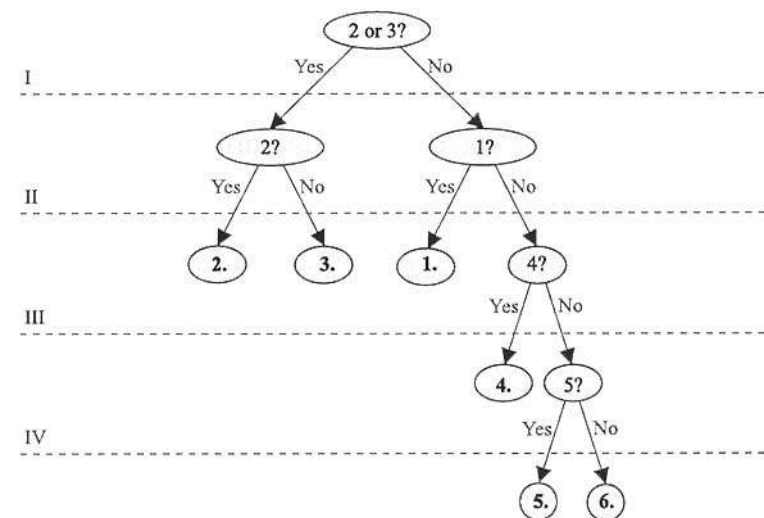 2 or 3?
Yes No
I
2? 1?
Yes No Yes No
II
2. 3. 1. 4?
Yes No
III
4. 5?
Yes No
IV
5. 6.